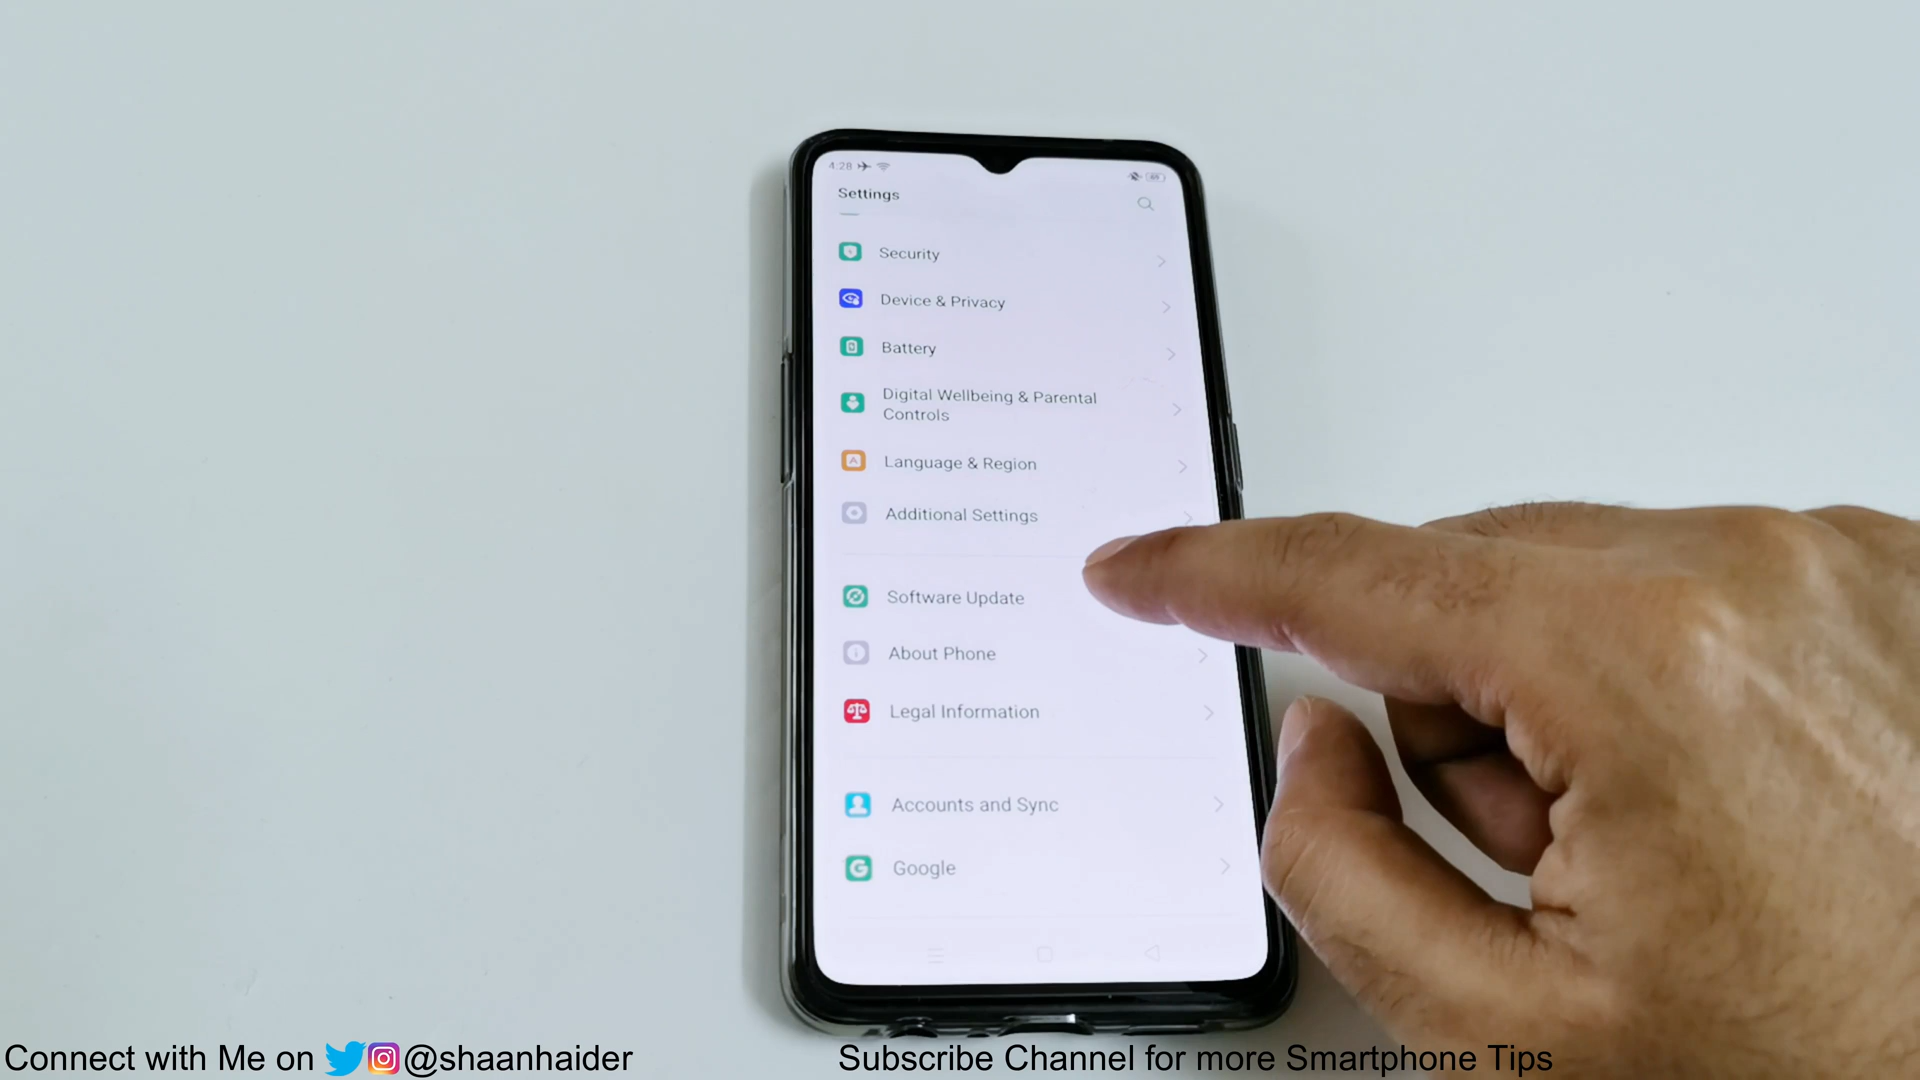 4:28
Settings
Security
Device & Privacy
Battery
Digital Wellbeing & Parental
Controls
Language & Region
Additional Settings
Software Update
About Phone
Legal Information
Accounts and Sync
Google
Connect with Me on @shaanhaider
Subscribe Channel for more Smartphone Tips